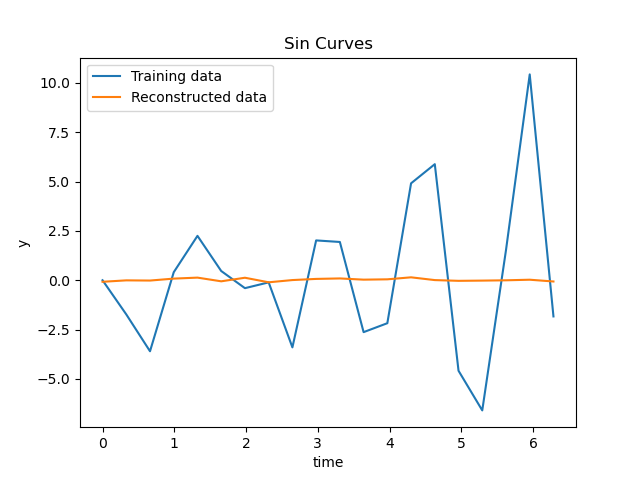 Sin Curves
Training data
Reconstructed data
10.0
7.5
5.0
2.5
0.0
−2.5
−5.0
y
0 1 2 3 4 5 6
time